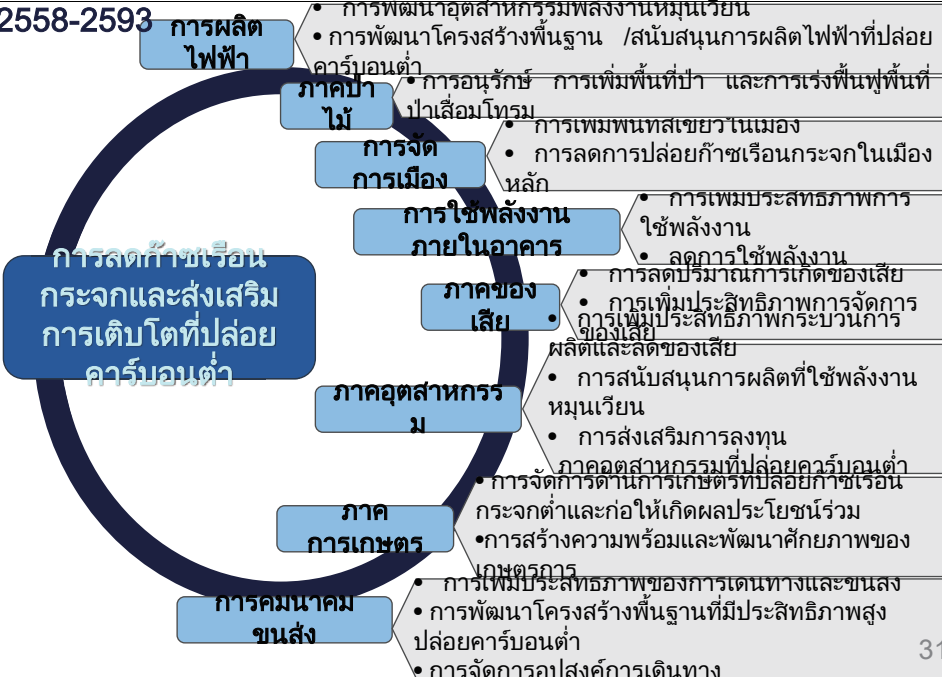 2558-2593
การผลิต
ไฟฟ้า
• การพัฒนาอุตสาหกรรมพลังงานหมุนเวียน
• การพัฒนาโครงสร้างพื้นฐาน /สนับสนุนการผลิตไฟฟ้าที่ปล่อย
คาร์บอนต่ำ
ภาคป่า
ไม้
• การอนุรักษ์ การเพิ่มพื้นที่ป่า และการเร่งฟื้นฟูพื้นที่
ป่าเสื่อมโทรม
การจัด
การเมือง
• การเพิ่มพื้นที่สีเขียวในเมือง
• การลดการปล่อยก๊าซเรือนกระจกในเมือง
หลัก
การใช้พลังงาน
ภายในอาคาร
• การเพิ่มประสิทธิภาพการ
ใช้พลังงาน
• ลดการใช้พลังงาน
การลดก๊าซเรือน
กระจกและส่งเสริม
การเติบโตที่ปล่อย
คาร์บอนต่ำ
ภาคของ
เสีย
• การลดปริมาณการเกิดของเสีย
• การเพิ่มประสิทธิภาพการจัดการ
ของเสีย
ภาคอุตสาหกรร
ม
• การเพิ่มประสิทธิภาพกระบวนการ
ผลิตและลดของเสีย
• การสนับสนุนการผลิตที่ใช้พลังงาน
หมุนเวียน
• การส่งเสริมการลงทุน
ภาคอุตสาหกรรมที่ปล่อยคาร์บอนต่ำ
ภาค
การเกษตร
• การจัดการด้านการเกษตรที่ปล่อยก๊าซเรือน
กระจกต่ำและก่อให้เกิดผลประโยชน์ร่วม
•การสร้างความพร้อมและพัฒนาศักยภาพของ
เกษตรการ
การคมนาคม
ขนส่ง
• การเพิ่มประสิทธิภาพของการเดินทางและขนส่ง
• การพัฒนาโครงสร้างพื้นฐานที่มีประสิทธิภาพสูง
ปล่อยคาร์บอนต่ำ
• การจัดการอุปสงค์การเดินทาง
31